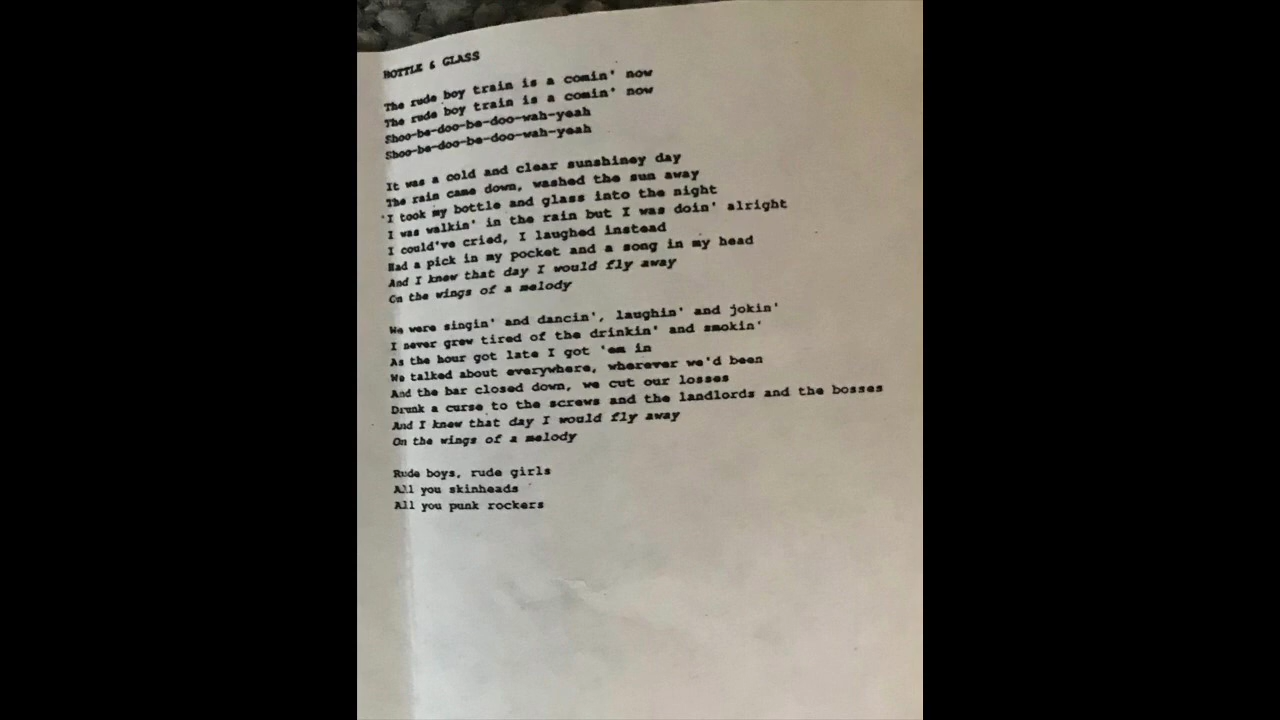 BOTTLE & GLASS
The rude boy train is a comin' now
The rude boy train is a comin' now
Shoo-be-doo-be-doo-wah-yeah
Shoo-be-doo-be-doo-wah-yeah
It was a cold and clear sunshiney day
The rain came down, washed the sun away
I took my bottle and glass into the night
I was walkin' in the rain but I was doin' alright
I could've cried, I laughed instead
Had a pick in my pocket and a song in my head
And I knew that day I would fly away
On the wings of a melody
We were singin' and dancin', laughin' and jokin'
I never grew tired of the drinkin' and smokin'
As the hour got late I got 'em in
We talked about everywhere, wherever we'd been
And the bar closed down, we cut our losses
Drunk a curse to the screws and the landlords and the bosses
And I knew that day I would fly away
On the wings of a melody
Rude boys, rude girls
All you skinheads
All you punk rockers